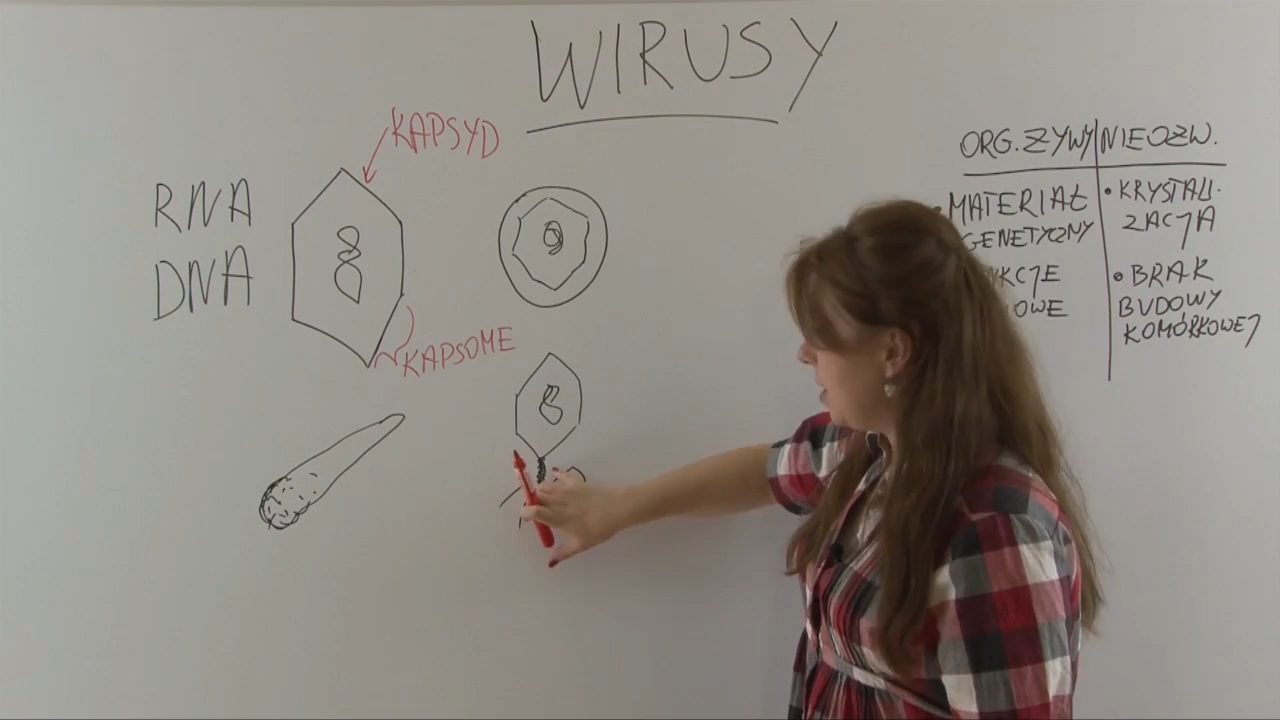 WIRUSY
KAPSYD
RNA
DNA
KAPSOME
ORG. ŻYWY
MATERIAŁ
GENETYCZNY
NIEOŻW.
• KRYSTALI-
ZACJA
• BRAK
BUDOWY
KOMÓRKOWEJ